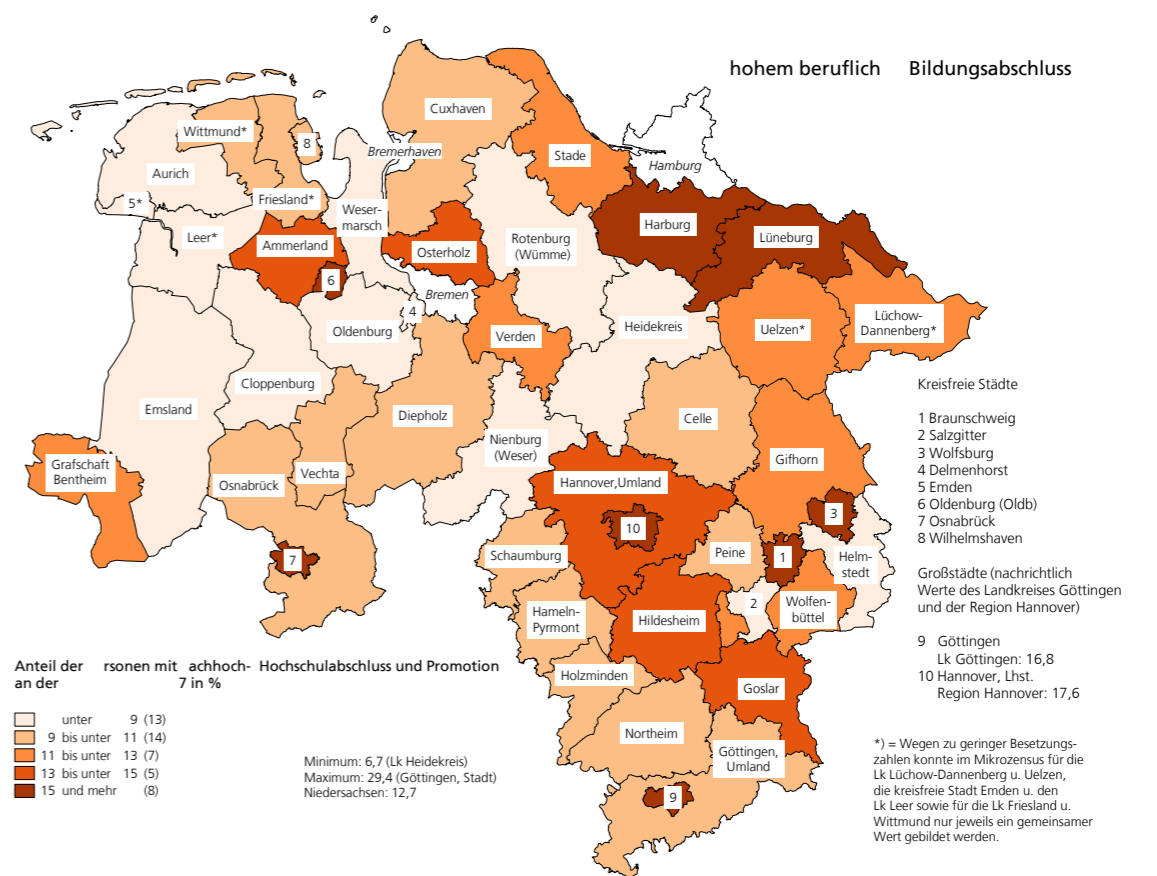 hohem beruflich Bildungsabschluss
Cuxhaven
Wittmund*
8
Bremerhaven
Stade
Hamburg
Aurich
Friesland*
5*
Weser-
marsch
Harburg
Lüneburg
Leer*
Ammerland
Osterholz
Rotenburg
(Wümme)
6
Bremen
4
Oldenburg
Verden
Heidekreis
Uelzen*
Lüchow-
Dannenberg*
Cloppenburg
Emsland
Diepholz
Celle
Nienburg
(Weser)
Grafschaft
Bentheim
Osnabrück
Vechta
Gifhorn
Hannover,Umland
3
10
7
Schaumburg
Peine
1
Helm-
stedt
2
Wolfen-
büttel
Hameln-
Pyrmont
Hildesheim
Holzminden
Goslar
Northeim
Göttingen,
Umland
9
Kreisfreie Städte
1 Braunschweig
2 Salzgitter
3 Wolfsburg
4 Delmenhorst
5 Emden
6 Oldenburg (Oldb)
7 Osnabrück
8 Wilhelmshaven
Großstädte (nachrichtlich
Werte des Landkreises Göttingen
und der Region Hannover)
9 Göttingen
Lk Göttingen: 16,8
10 Hannover, Lhst.
Region Hannover: 17,6
Anteil der rsonen mit achhoch- Hochschulabschluss und Promotion
an der 7 in %
unter 9 (13)
9 bis unter 11 (14)
11 bis unter 13 (7)
13 bis unter 15 (5)
15 und mehr (8)
Minimum: 6,7 (Lk Heidekreis)
Maximum: 29,4 (Göttingen, Stadt)
Niedersachsen: 12,7
*) = Wegen zu geringer Besetzungs-
zahlen konnte im Mikrozensus für die
Lk Lüchow-Dannenberg u. Uelzen,
die kreisfreie Stadt Emden u. den
Lk Leer sowie für die Lk Friesland u.
Wittmund nur jeweils ein gemeinsamer
Wert gebildet werden.